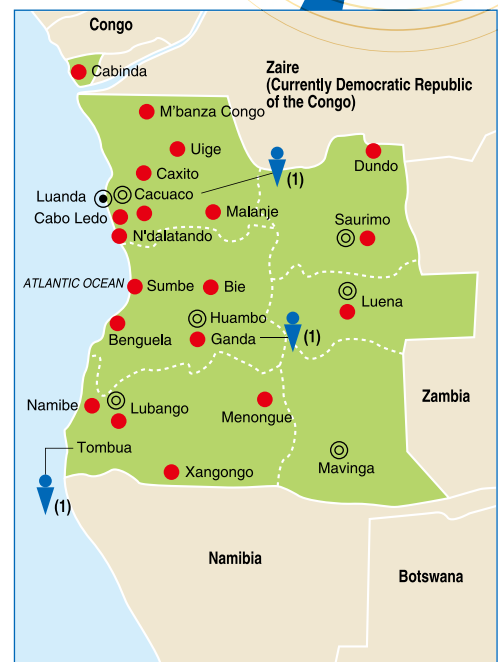 Congo
Cabinda
Zaire
(Currently Democratic Republic
of the Congo)
M'banza Congo
Uige
(1)
Dundo
Caxito
Luanda
Cacuaco
Cabo Ledo
Malanje
Saurimo
N'dalatando
ATLANTIC OCEAN
Sumbe
Bie
Luena
Huambo
Benguela
Ganda
(1)
Zambia
Namibe
Lubango
Menongue
Tombua
Mavinga
Xangongo
(1)
Namibia
Botswana